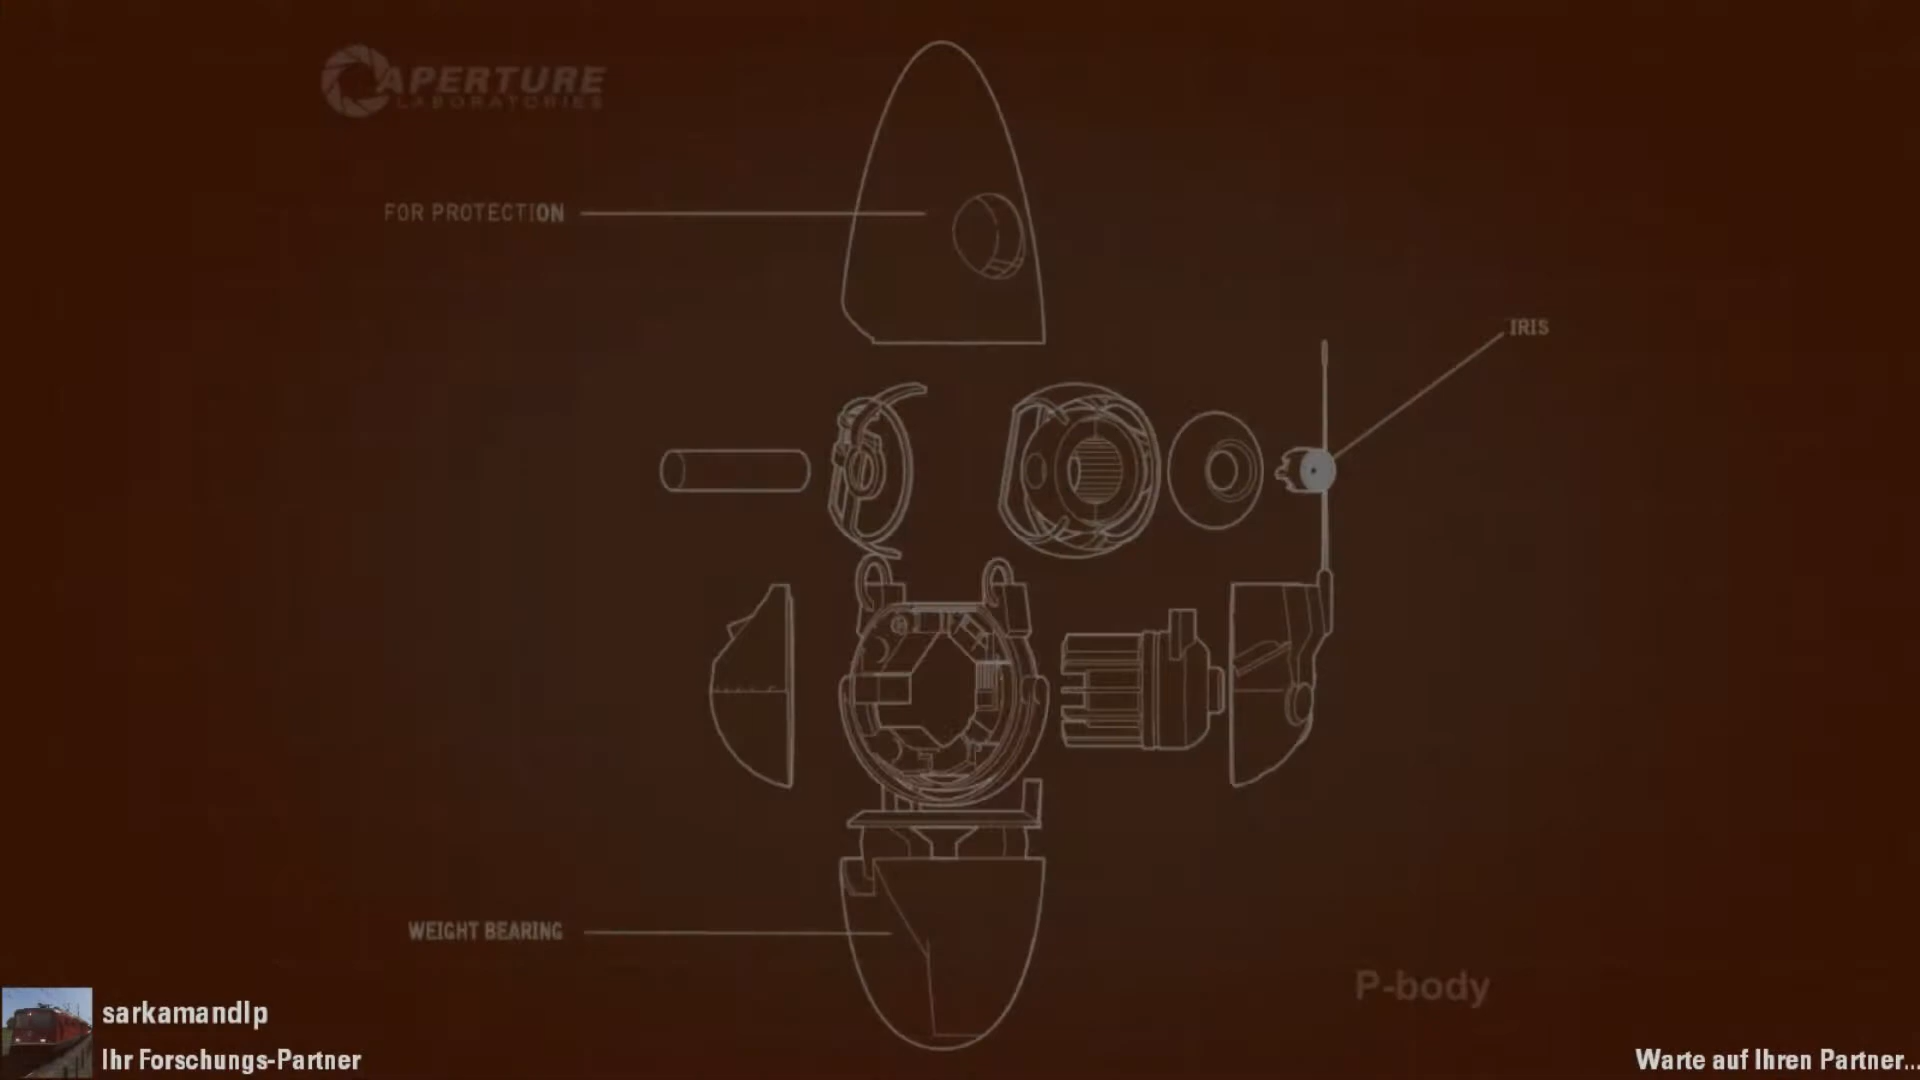 APERTURE
LABORATORIES
FOR PROTECTION
IRIS
WEIGHT BEARING
P-body
sarkamandlp
Ihr Forschungs-Partner
Warte auf Ihren Partner...